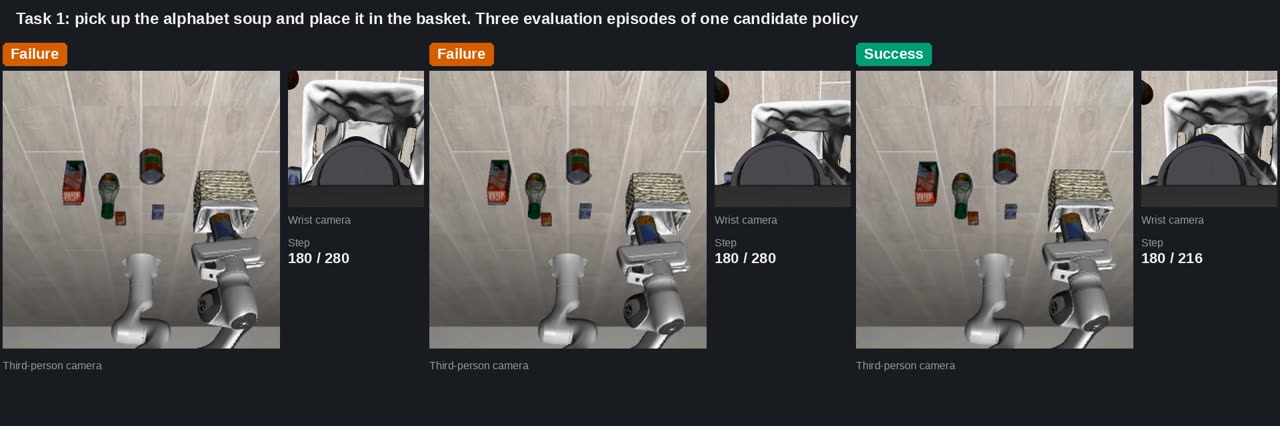 Task 1: pick up the alphabet soup and place it in the basket. Three evaluation episodes of one candidate policy
Failure
Wrist camera
Step
180 / 280
Third-person camera
Failure
Wrist camera
Step
180 / 280
Third-person camera
Success
Wrist camera
Step
180 / 216
Third-person camera